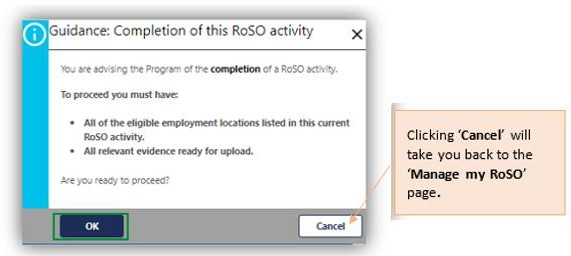 Guidance: Completion of this RoSO activity
You are advising the Program of the completion of a RoSO activity.
To proceed you must have:
• All of the eligible employment locations listed in this current
RoSO activity.
• All relevant evidence ready for upload.
Are you ready to proceed?
OK
Cancel
Clicking ‘Cancel’ will
take you back to the
‘Manage my RoSO’
page.